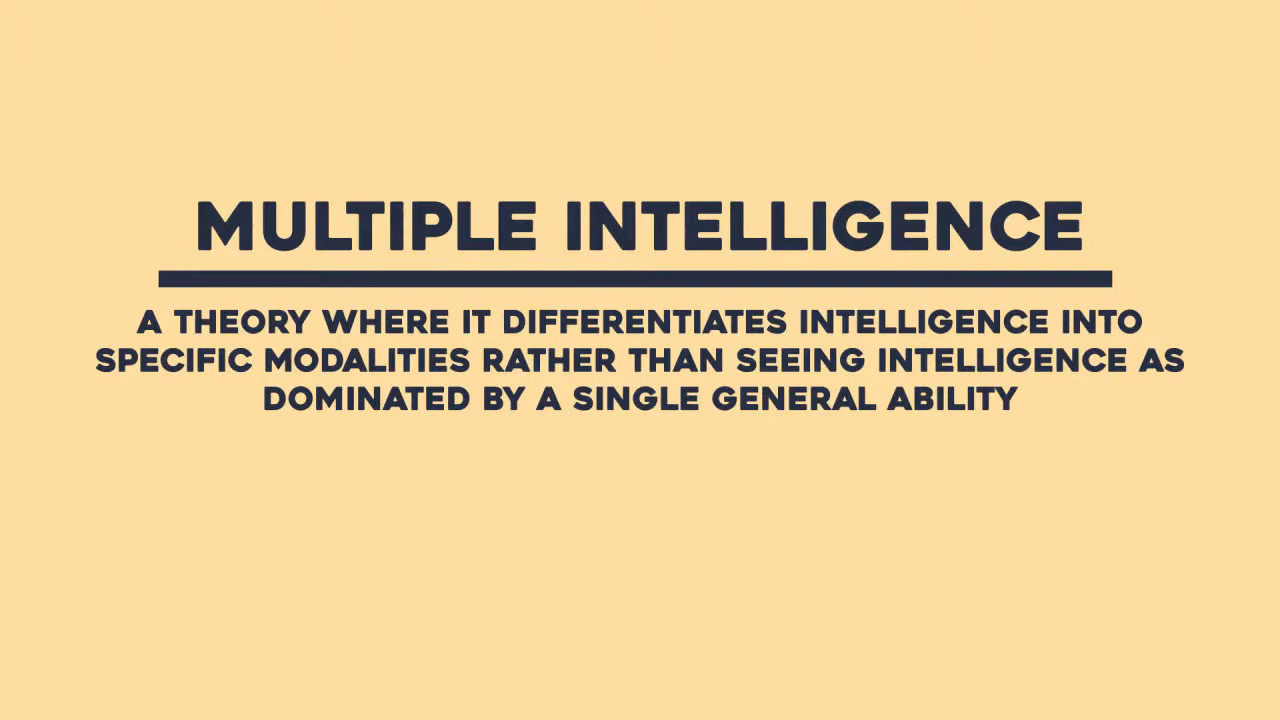 MULTIPLE INTELLIGENCE
A THEORY WHERE IT DIFFERENTIATES INTELLIGENCE INTO
SPECIFIC MODALITIES RATHER THAN SEEING INTELLIGENCE AS
DOMINATED BY A SINGLE GENERAL ABILITY